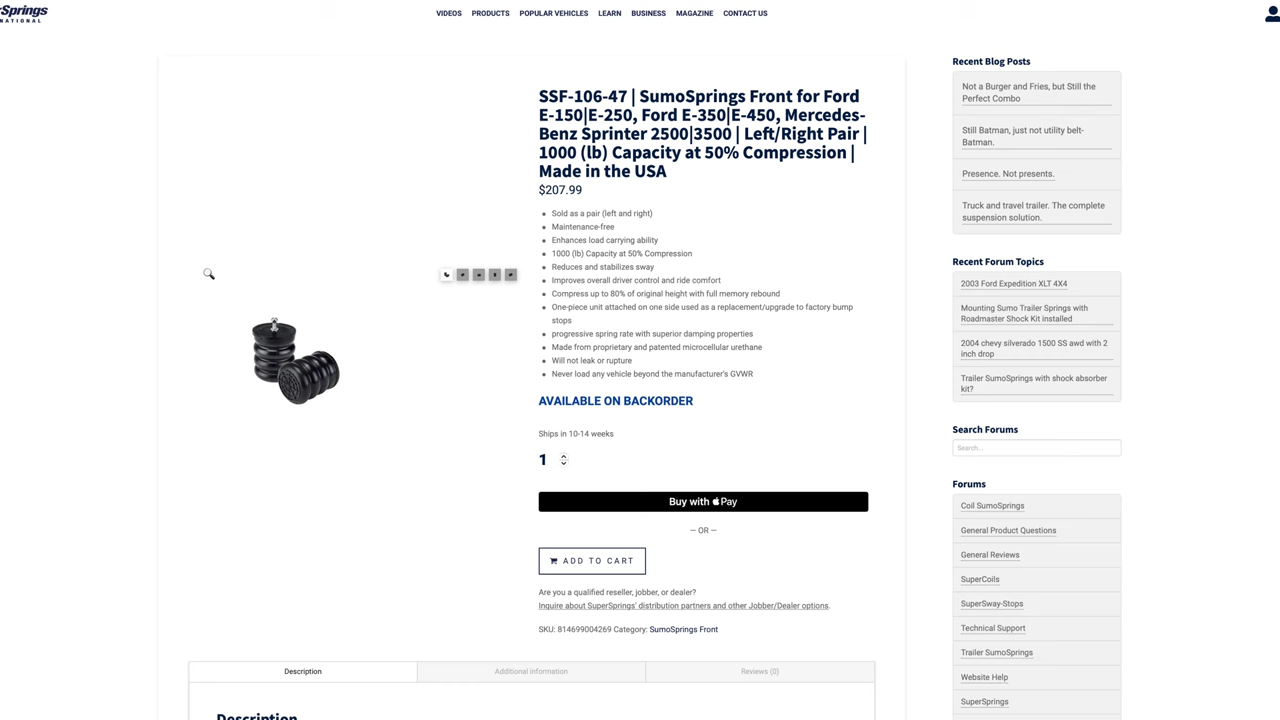 rSprings
NATIONAL
VIDEOS PRODUCTS POPULAR VEHICLES LEARN BUSINESS MAGAZINE CONTACT US
SSF-106-47 | SumoSprings Front for Ford
E-150|E-250, Ford E-350|E-450, Mercedes-
Benz Sprinter 2500|3500 | Left/Right Pair |
1000 (lb) Capacity at 50% Compression |
Made in the USA
$207.99
Sold as a pair (left and right)
Maintenance-free
Enhances load carrying ability
1000 (lb) Capacity at 50% Compression
Reduces and stabilizes sway
Improves overall driver control and ride comfort
Compress up to 80% of original height with full memory rebound
One-piece unit attached on one side used as a replacement/upgrade to factory bump
stops
progressive spring rate with superior damping properties
Made from proprietary and patented microcellular urethane
Will not leak or rupture
Never load any vehicle beyond the manufacturer's GVWR
AVAILABLE ON BACKORDER
Ships in 10-14 weeks
1
Buy with Pay
— OR —
ADD TO CART
Are you a qualified reseller, jobber, or dealer?
Inquire about SuperSprings' distribution partners and other Jobber/Dealer options.
SKU: 814699004269 Category: SumoSprings Front
Description Additional information Reviews (0)
Description
Recent Blog Posts
Not a Burger and Fries, but Still the
Perfect Combo
Still Batman, just not utility belt-
Batman.
Presence. Not presents.
Truck and travel trailer. The complete
suspension solution.
Recent Forum Topics
2003 Ford Expedition XLT 4X4
Mounting Sumo Trailer Springs with
Roadmaster Shock Kit installed
2004 chevy silverado 1500 SS awd with 2
inch drop
Trailer SumoSprings with shock absorber
kit?
Search Forums
Search...
Forums
Coil SumoSprings
General Product Questions
General Reviews
SuperCoils
SuperSway-Stops
Technical Support
Trailer SumoSprings
Website Help
SuperSprings